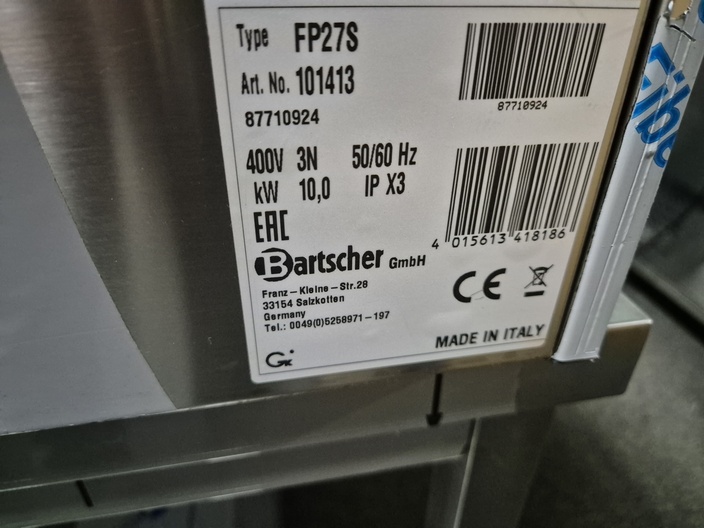 Type FP27S
Art. No. 101413
87710924
87710924
400V 3N 50/60 Hz
kW 10,0 IP X3
EAC
4 015613 418186
Bartscher GmbH
Franz-Kleine-Str.28
33154 Salzkotten
Germany
Tel.: 0049(0)5258971-197
CE
MADE IN ITALY